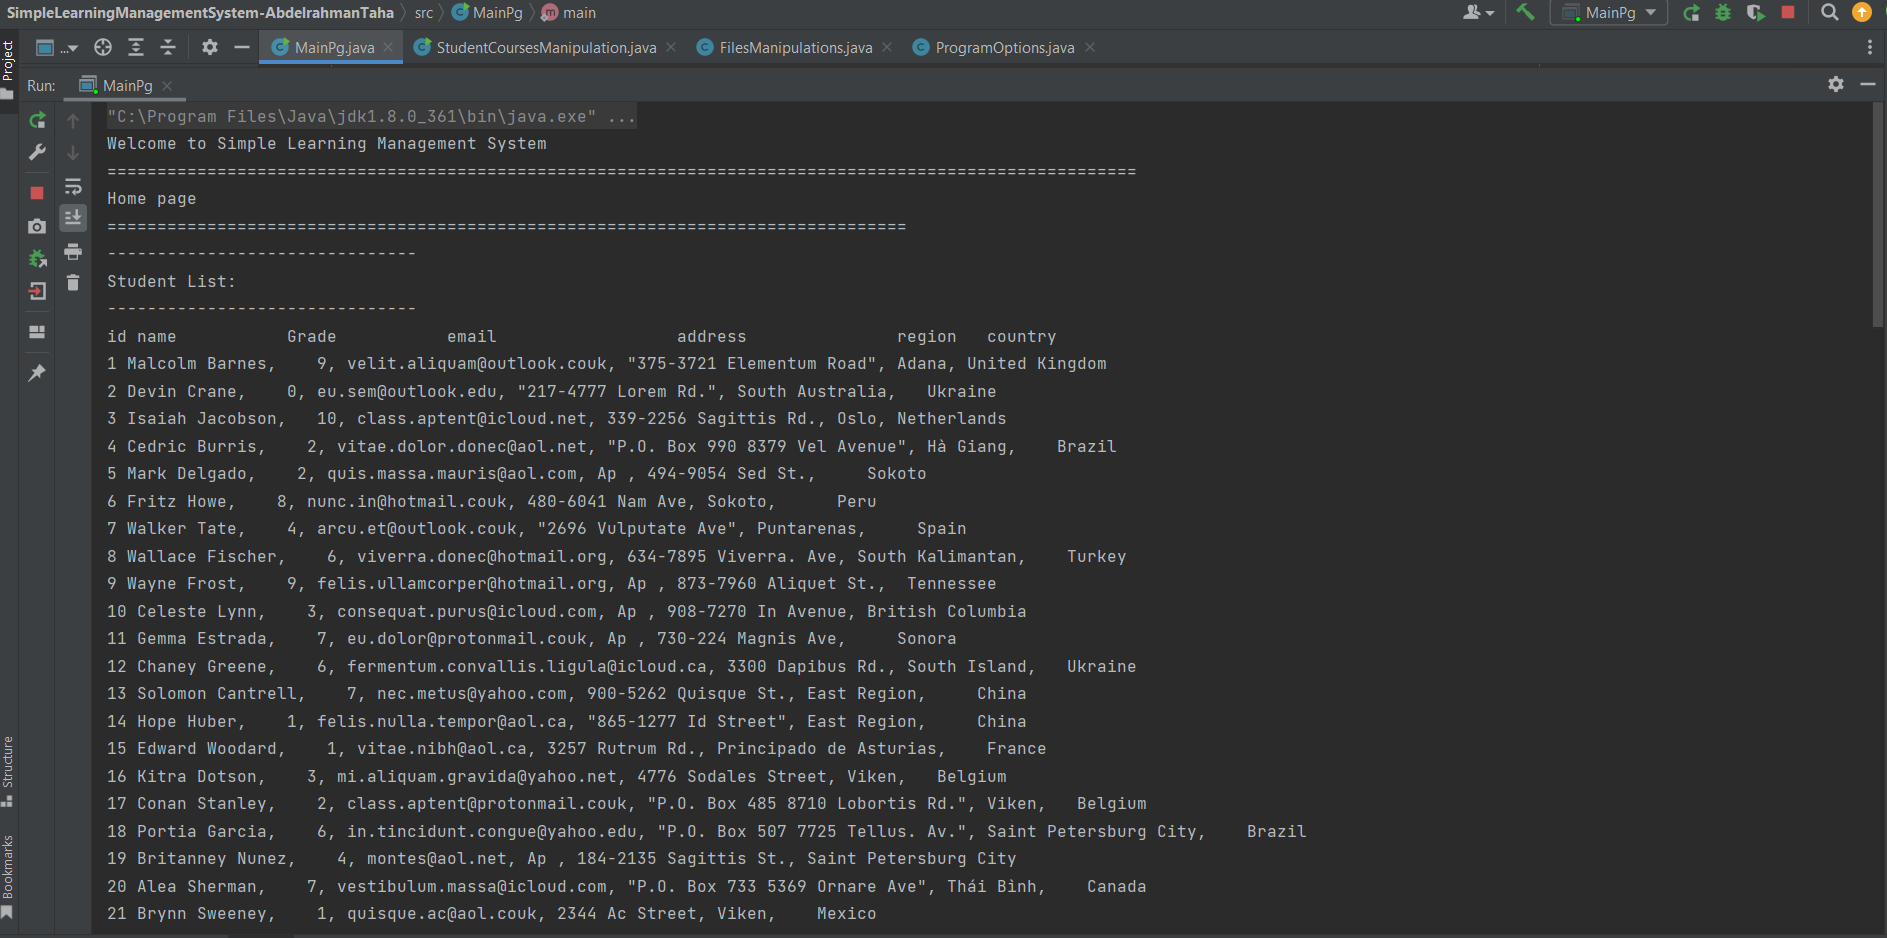 SimpleLearningManagementSystem-AbdelrahmanTaha src MainPg main MainPg
... MainPg.java StudentCoursesManipulation.java FilesManipulations.java ProgramOptions.java
Project
Run: MainPg
"C:\Program Files\Java\jdk1.8.0_361\bin\java.exe" ...
Welcome to Simple Learning Management System
=======================================================================================================
Home page
================================================================================
-------------------------------
Student List:
-------------------------------
id name           Grade           email                  address               region   country
1 Malcolm Barnes,    9, velit.aliquam@outlook.couk, "375-3721 Elementum Road", Adana, United Kingdom
2 Devin Crane,    0, eu.sem@outlook.edu, "217-4777 Lorem Rd.", South Australia,   Ukraine
3 Isaiah Jacobson,   10, class.aptent@icloud.net, 339-2256 Sagittis Rd., Oslo, Netherlands
4 Cedric Burris,    2, vitae.dolor.donec@aol.net, "P.O. Box 990 8379 Vel Avenue", Hà Giang,    Brazil
5 Mark Delgado,    2, quis.massa.mauris@aol.com, Ap , 494-9054 Sed St.,     Sokoto
6 Fritz Howe,    8, nunc.in@hotmail.couk, 480-6041 Nam Ave, Sokoto,      Peru
7 Walker Tate,    4, arcu.et@outlook.couk, "2696 Vulputate Ave", Puntarenas,     Spain
8 Wallace Fischer,    6, viverra.donec@hotmail.org, 634-7895 Viverra. Ave, South Kalimantan,    Turkey
9 Wayne Frost,    9, felis.ullamcorper@hotmail.org, Ap , 873-7960 Aliquet St.,  Tennessee
10 Celeste Lynn,    3, consequat.purus@icloud.com, Ap , 908-7270 In Avenue, British Columbia
11 Gemma Estrada,    7, eu.dolor@protonmail.couk, Ap , 730-224 Magnis Ave,     Sonora
12 Chaney Greene,    6, fermentum.convallis.ligula@icloud.ca, 3300 Dapibus Rd., South Island,   Ukraine
13 Solomon Cantrell,    7, nec.metus@yahoo.com, 900-5262 Quisque St., East Region,     China
14 Hope Huber,    1, felis.nulla.tempor@aol.ca, "865-1277 Id Street", East Region,     China
15 Edward Woodard,    1, vitae.nibh@aol.ca, 3257 Rutrum Rd., Principado de Asturias,    France
16 Kitra Dotson,    3, mi.aliquam.gravida@yahoo.net, 4776 Sodales Street, Viken,   Belgium
17 Conan Stanley,    2, class.aptent@protonmail.couk, "P.O. Box 485 8710 Lobortis Rd.", Viken,   Belgium
18 Portia Garcia,    6, in.tincidunt.congue@yahoo.edu, "P.O. Box 507 7725 Tellus. Av.", Saint Petersburg City,    Brazil
19 Britanney Nunez,    4, montes@aol.net, Ap , 184-2135 Sagittis St., Saint Petersburg City
20 Alea Sherman,    7, vestibulum.massa@icloud.com, "P.O. Box 733 5369 Ornare Ave", Thái Bình,    Canada
21 Brynn Sweeney,    1, quisque.ac@aol.couk, 2344 Ac Street, Viken,    Mexico
Structure
Bookmarks